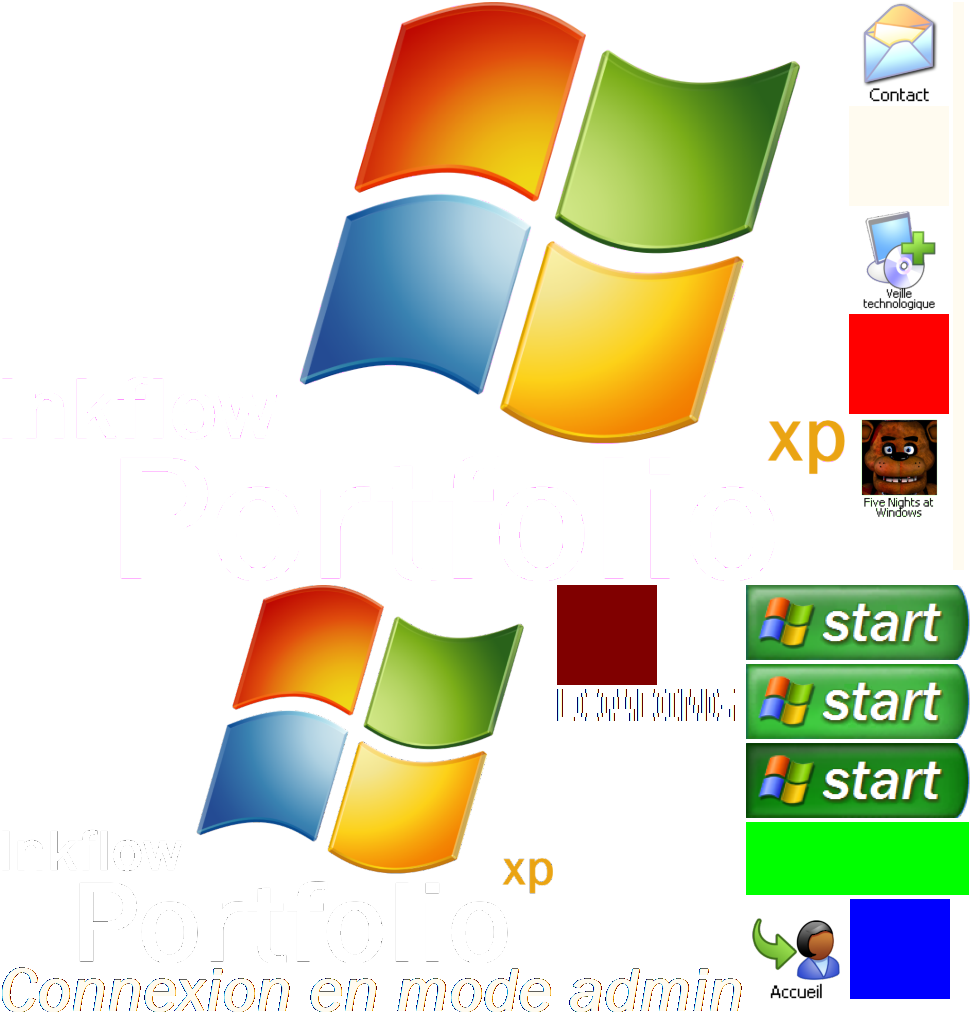 Contact
Veille
technologique
Inkflow
xp
Portfolio
Five Nights at
Windows
start
LOADING
start
start
Inkflow
xp
Portfolio
Accueil
Connexion en mode admin